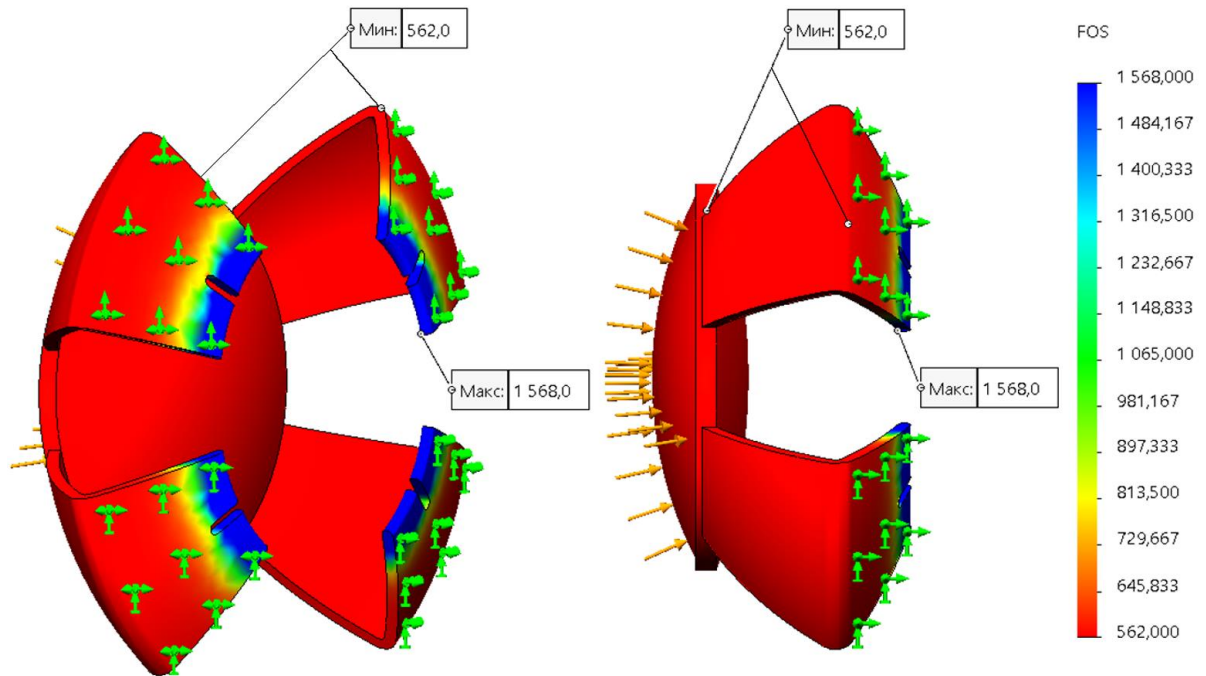 Мин: 562,0
Макс: 1 568,0
Мин: 562,0
Макс: 1 568,0
FOS
1 568,000
1 484,167
1 400,333
1 316,500
1 232,667
1 148,833
1 065,000
981,167
897,333
813,500
729,667
645,833
562,000